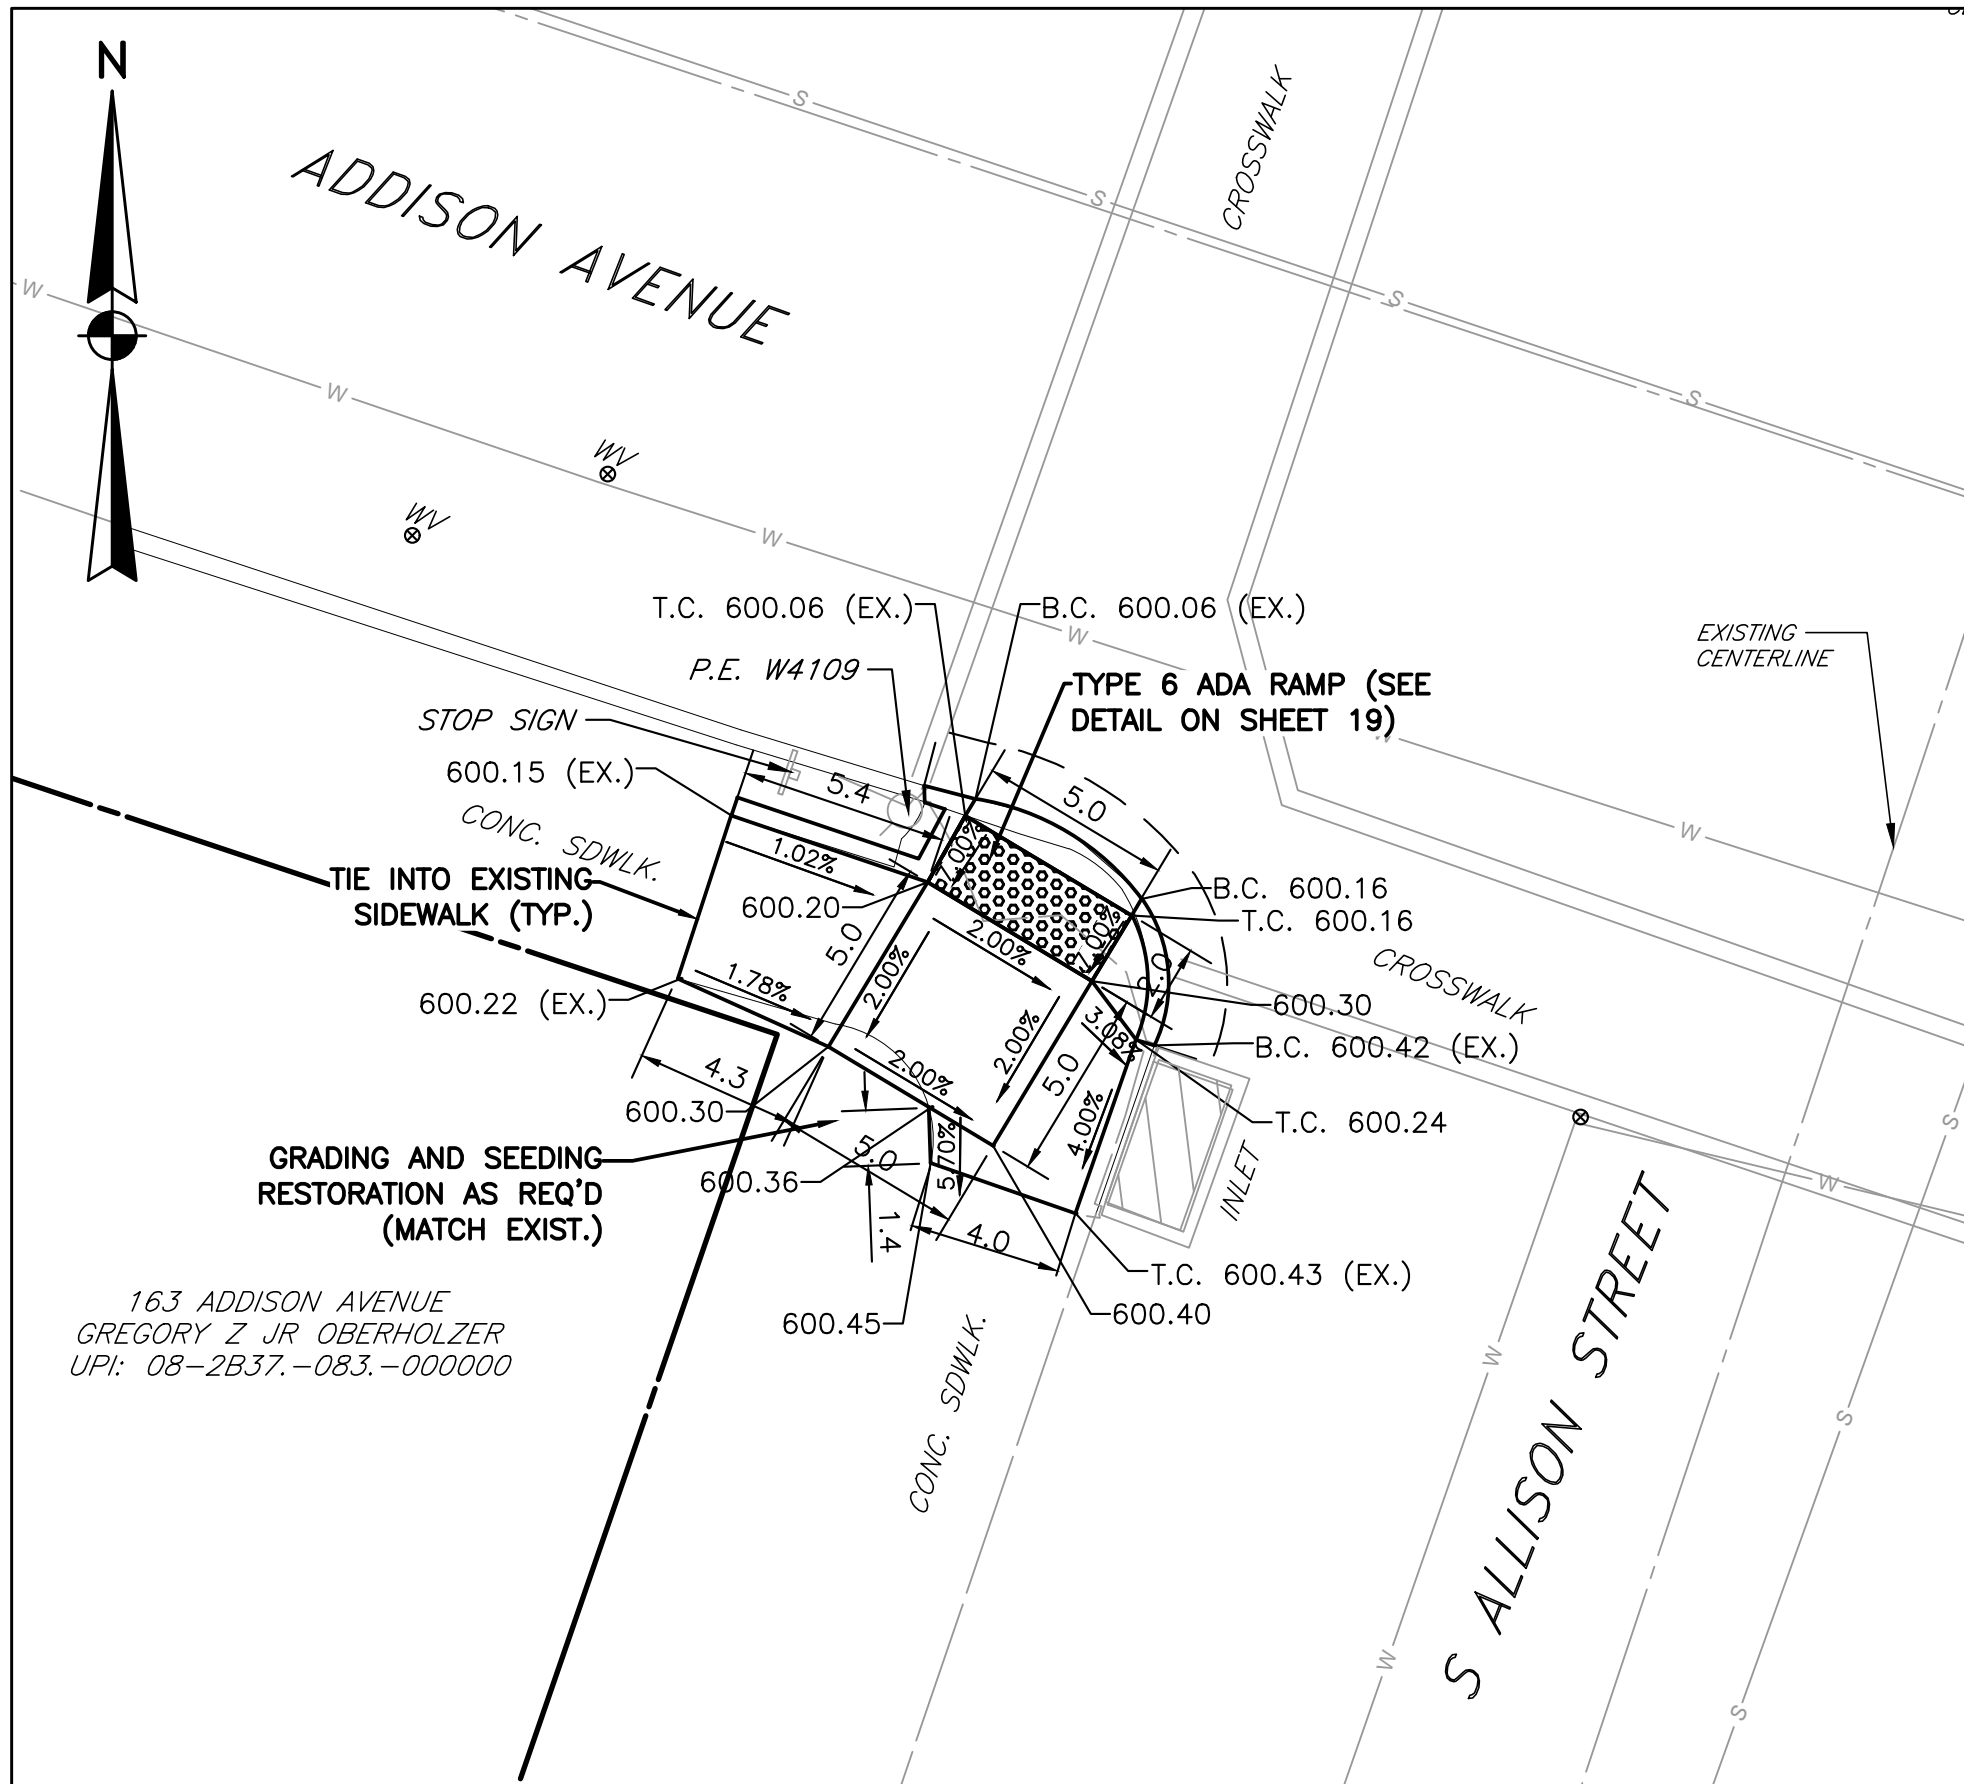 N
ADDISON AVENUE
CROSSWALK
S
S
S
S
W
W
W
W
W
W
W
WV
WV
T.C. 600.06 (EX.)
B.C. 600.06 (EX.)
EXISTING
CENTERLINE
P.E. W4109
TYPE 6 ADA RAMP (SEE
DETAIL ON SHEET 19)
STOP SIGN
600.15 (EX.)
5.4
5.0
CONC. SDWLK.
1.02%
7.00%
TIE INTO EXISTING
SIDEWALK (TYP.)
600.20
B.C. 600.16
T.C. 600.16
5.0
2.00%
7.00%
2.00%
1.78%
2.0
CROSSWALK
600.22 (EX.)
600.30
2.00%
3.08%
B.C. 600.42 (EX.)
4.3
2.00%
5.0
600.30
4.00%
T.C. 600.24
GRADING AND SEEDING
RESTORATION AS REQ'D
(MATCH EXIST.)
5.0
5.70%
600.36
INLET
1.4
4.0
T.C. 600.43 (EX.)
600.45
600.40
163 ADDISON AVENUE
GREGORY Z JR OBERHOLZER
UPI: 08-2B37.-083.-000000
CONC. SDWLK.
S ALLISON STREET
W
W
W
S
S
S